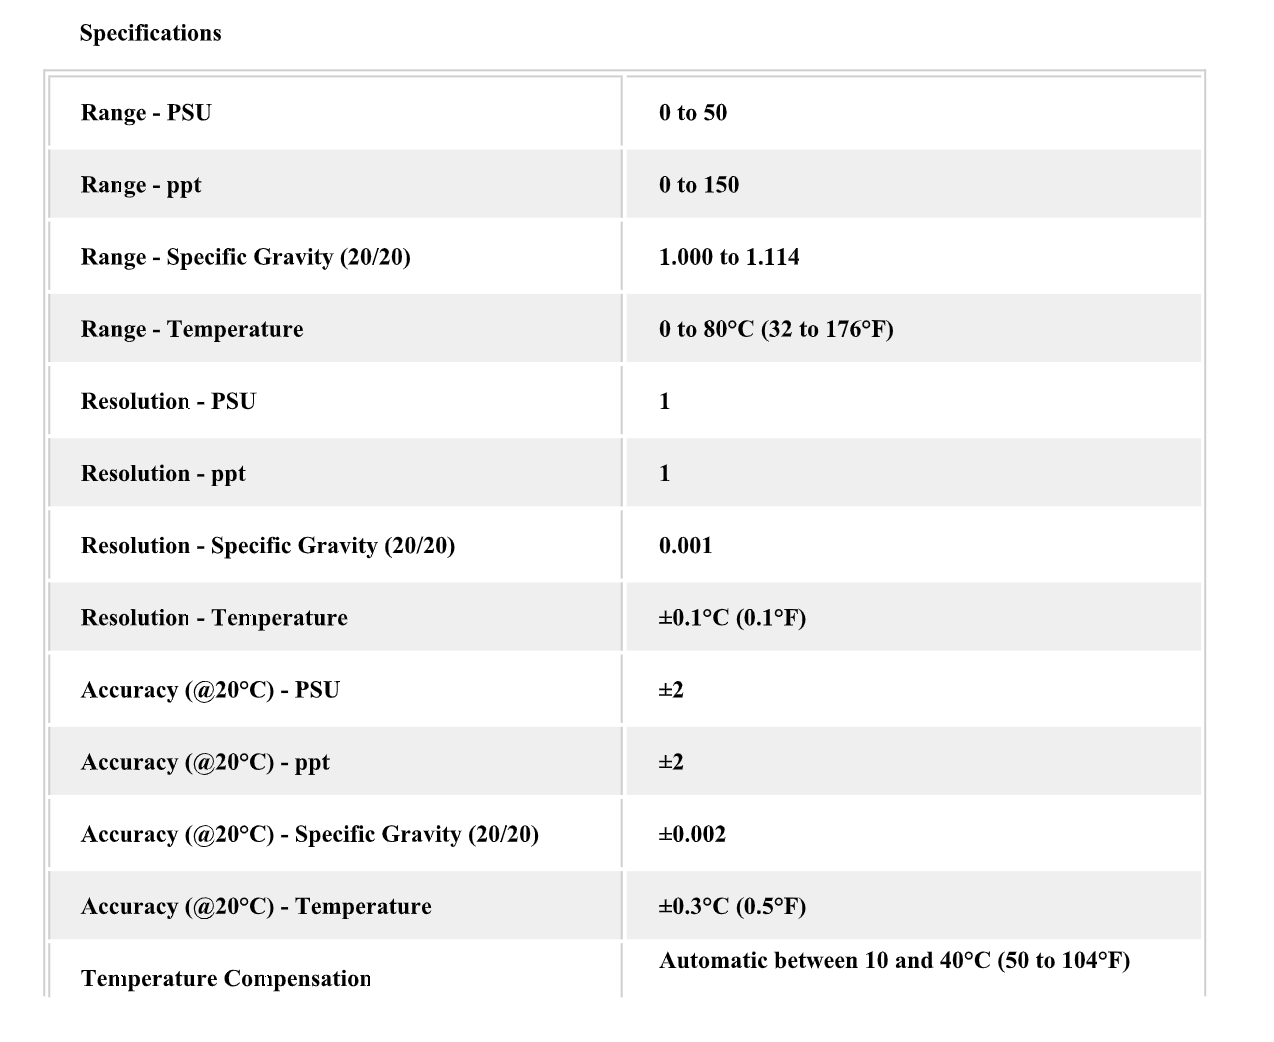 Specifications
Range - PSU 0 to 50
Range - ppt 0 to 150
Range - Specific Gravity (20/20) 1.000 to 1.114
Range - Temperature 0 to 80°C (32 to 176°F)
Resolution - PSU 1
Resolution - ppt 1
Resolution - Specific Gravity (20/20) 0.001
Resolution - Temperature ±0.1°C (0.1°F)
Accuracy (@20°C) - PSU ±2
Accuracy (@20°C) - ppt ±2
Accuracy (@20°C) - Specific Gravity (20/20) ±0.002
Accuracy (@20°C) - Temperature ±0.3°C (0.5°F)
Temperature Compensation Automatic between 10 and 40°C (50 to 104°F)